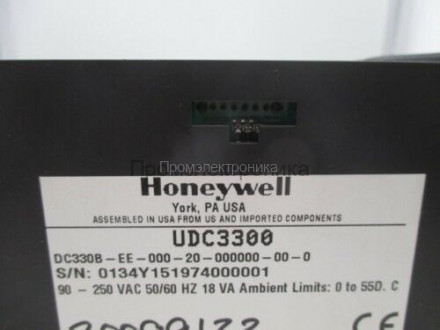 Промэлектроника
Honeywell
York, PA USA
ASSEMBLED IN USA FROM US AND IMPORTED COMPONENTS
UDC3300
DC330B-EE-000-20-000000-00-0
S/N: 0134Y151974000001
90 - 250 VAC 50/60 HZ 18 VA Ambient Limits: 0 to 55D. C
CE